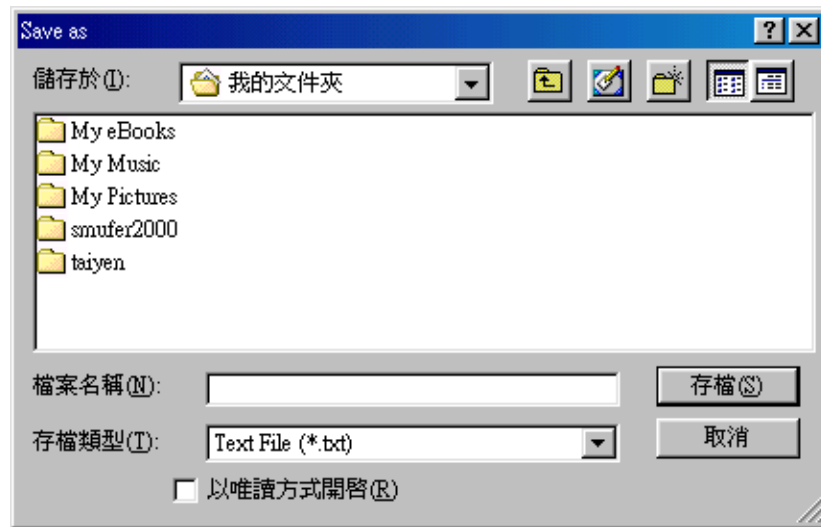 Save as
儲存於(I): 我的文件夾
My eBooks
My Music
My Pictures
smufer2000
taiyen
檔案名稱(N): 存檔(S)
存檔類型(T): Text File (*.txt) 取消
以唯讀方式開啓(R)